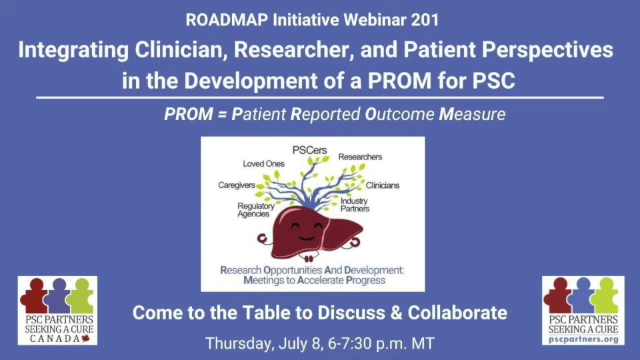 ROADMAP Initiative Webinar 201
Integrating Clinician, Researcher, and Patient Perspectives
in the Development of a PROM for PSC
PROM = Patient Reported Outcome Measure
PSCers
Loved Ones
Researchers
Caregivers
Clinicians
Regulatory
Agencies
Industry
Partners
Research Opportunities And Development:
Meetings to Accelerate Progress
PSC PARTNERS
SEEKING A CURE
CANADA
Come to the Table to Discuss & Collaborate
Thursday, July 8, 6-7:30 p.m. MT
PSC PARTNERS
SEEKING A CURE
pscpartners.org